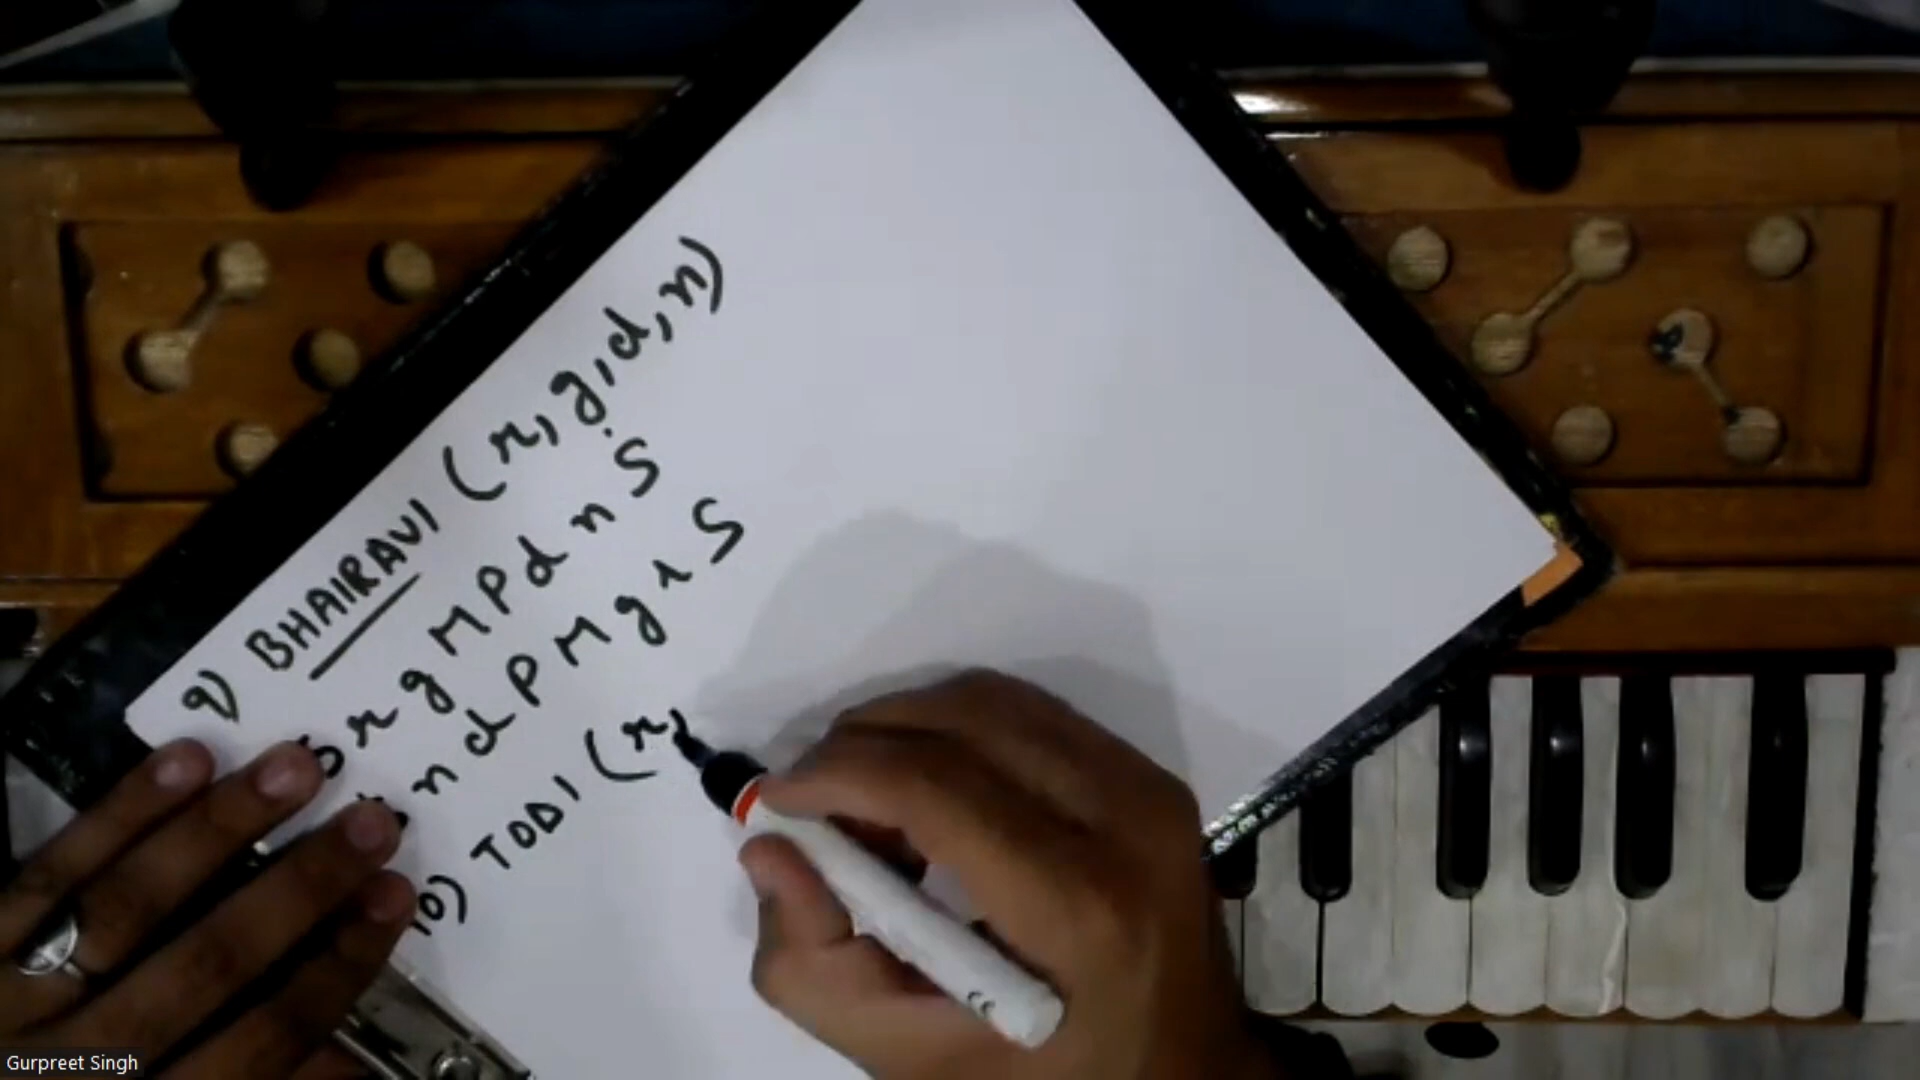 9) BHAIRAVI (r, g, d, n)
S r g M P d n Ṡ
n d P M g r S
10) TODI (r,
Gurpreet Singh